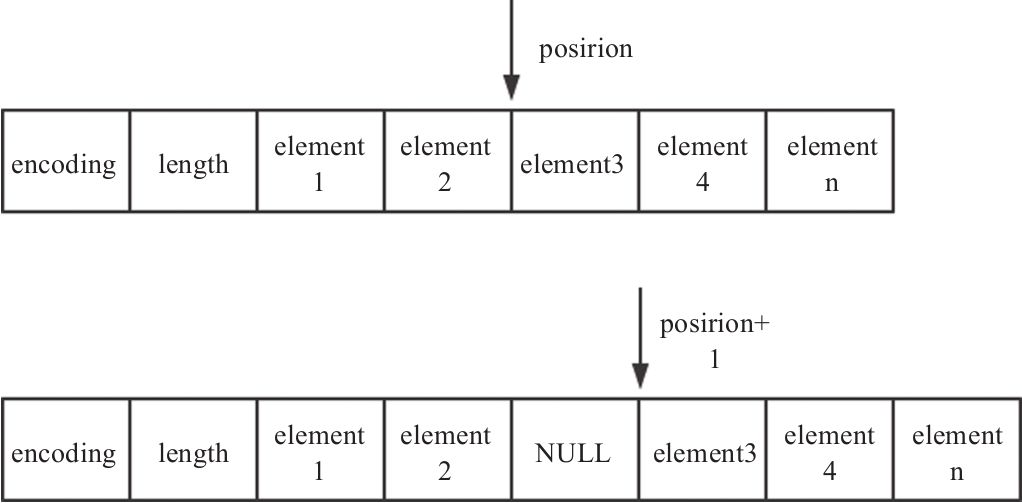 posirion
encoding
length
element
1
element
2
element3
element
4
element
n
posirion+
1
encoding
length
element
1
element
2
NULL
element3
element
4
element
n